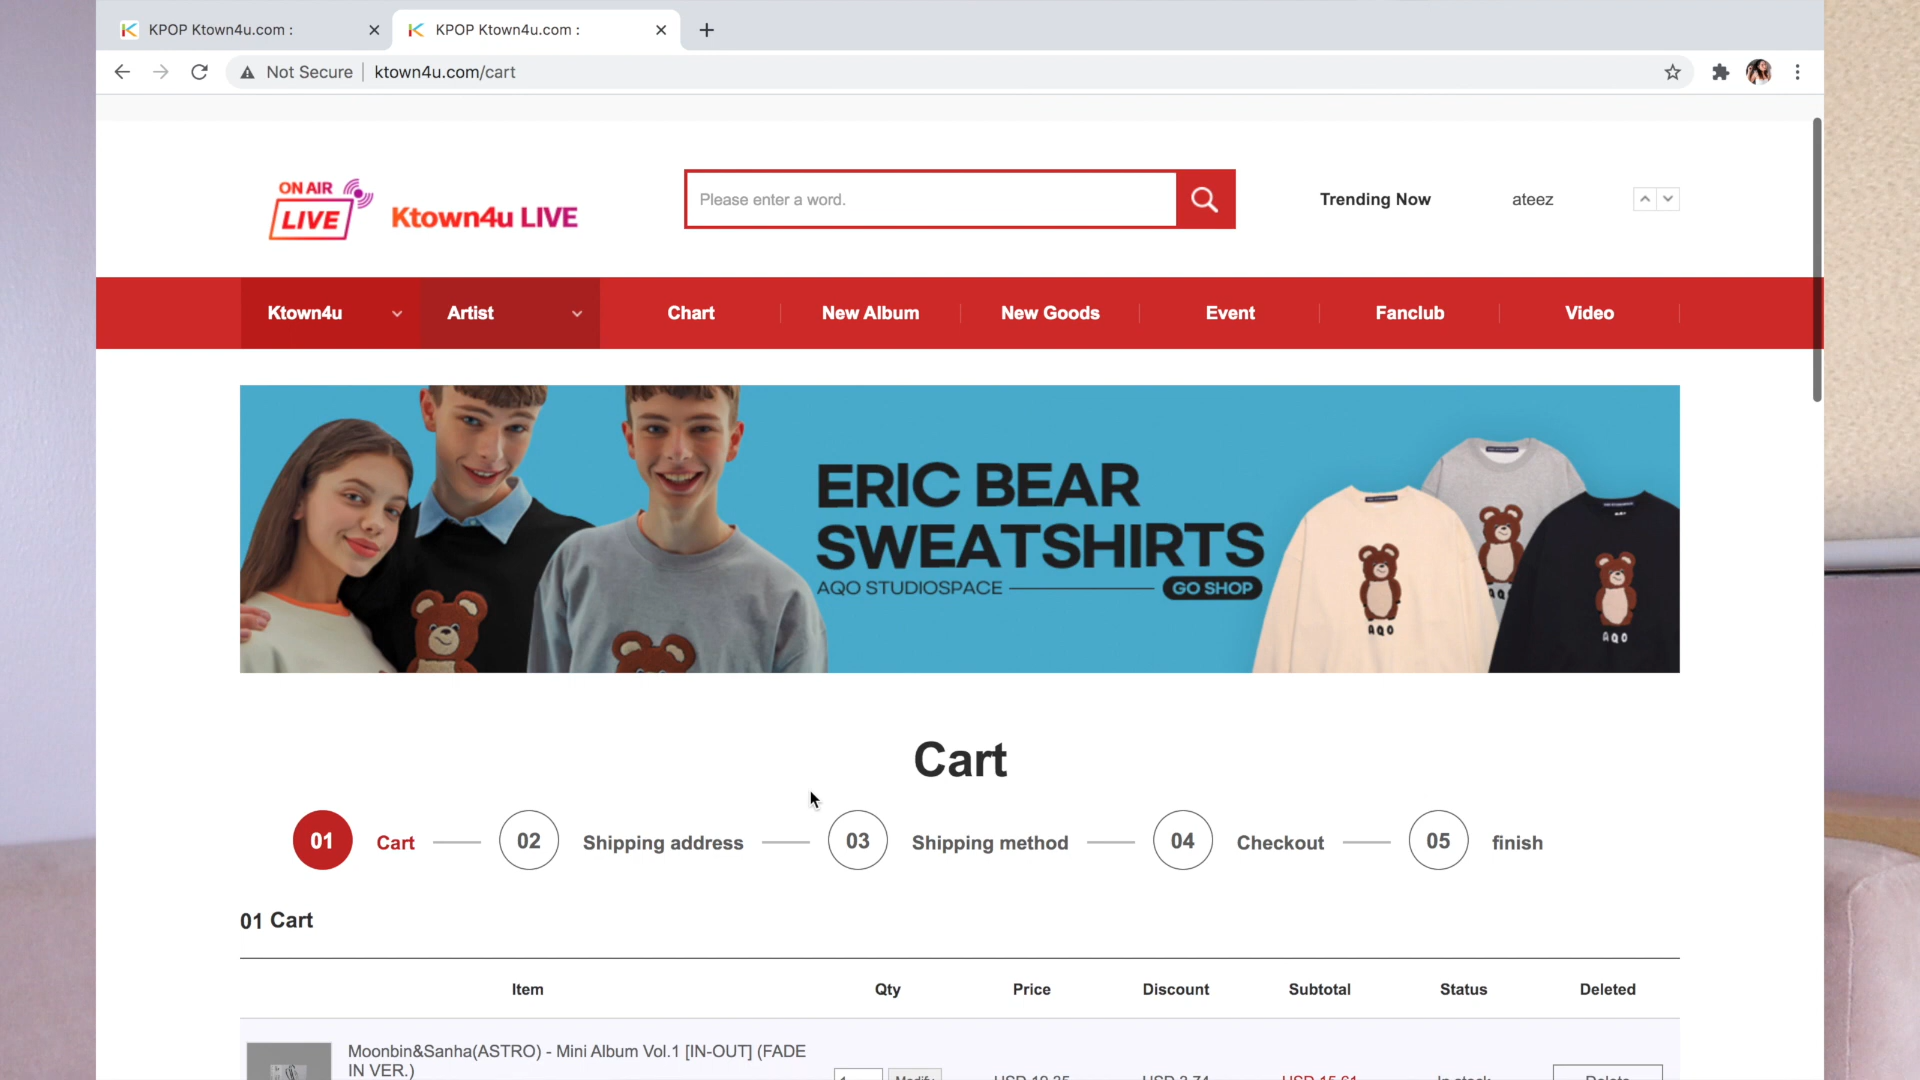 KPOP Ktown4u.com :
KPOP Ktown4u.com :
Not Secure
ktown4u.com/cart
ON AIR
LIVE
Ktown4u LIVE
Please enter a word.
Trending Now
ateez
Ktown4u
Artist
Chart
New Album
New Goods
Event
Fanclub
Video
ERIC BEAR
SWEATSHIRTS
AQO STUDIOSPACE
GO SHOP
AQO
AQO
Cart
01 Cart
02 Shipping address
03 Shipping method
04 Checkout
05 finish
01 Cart
Item Qty Price Discount Subtotal Status Deleted
Moonbin&Sanha(ASTRO) - Mini Album Vol.1 [IN-OUT] (FADE
IN VER.)